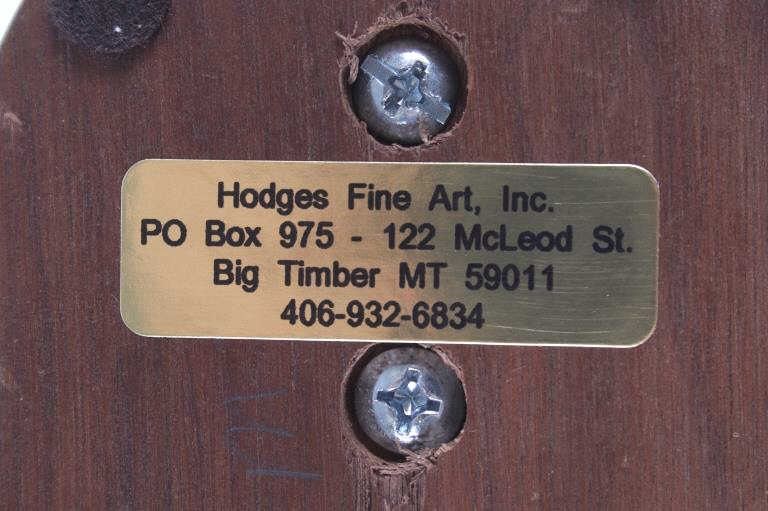 Hodges Fine Art, Inc.
PO Box 975 - 122 McLeod St.
Big Timber MT 59011
406-932-6834